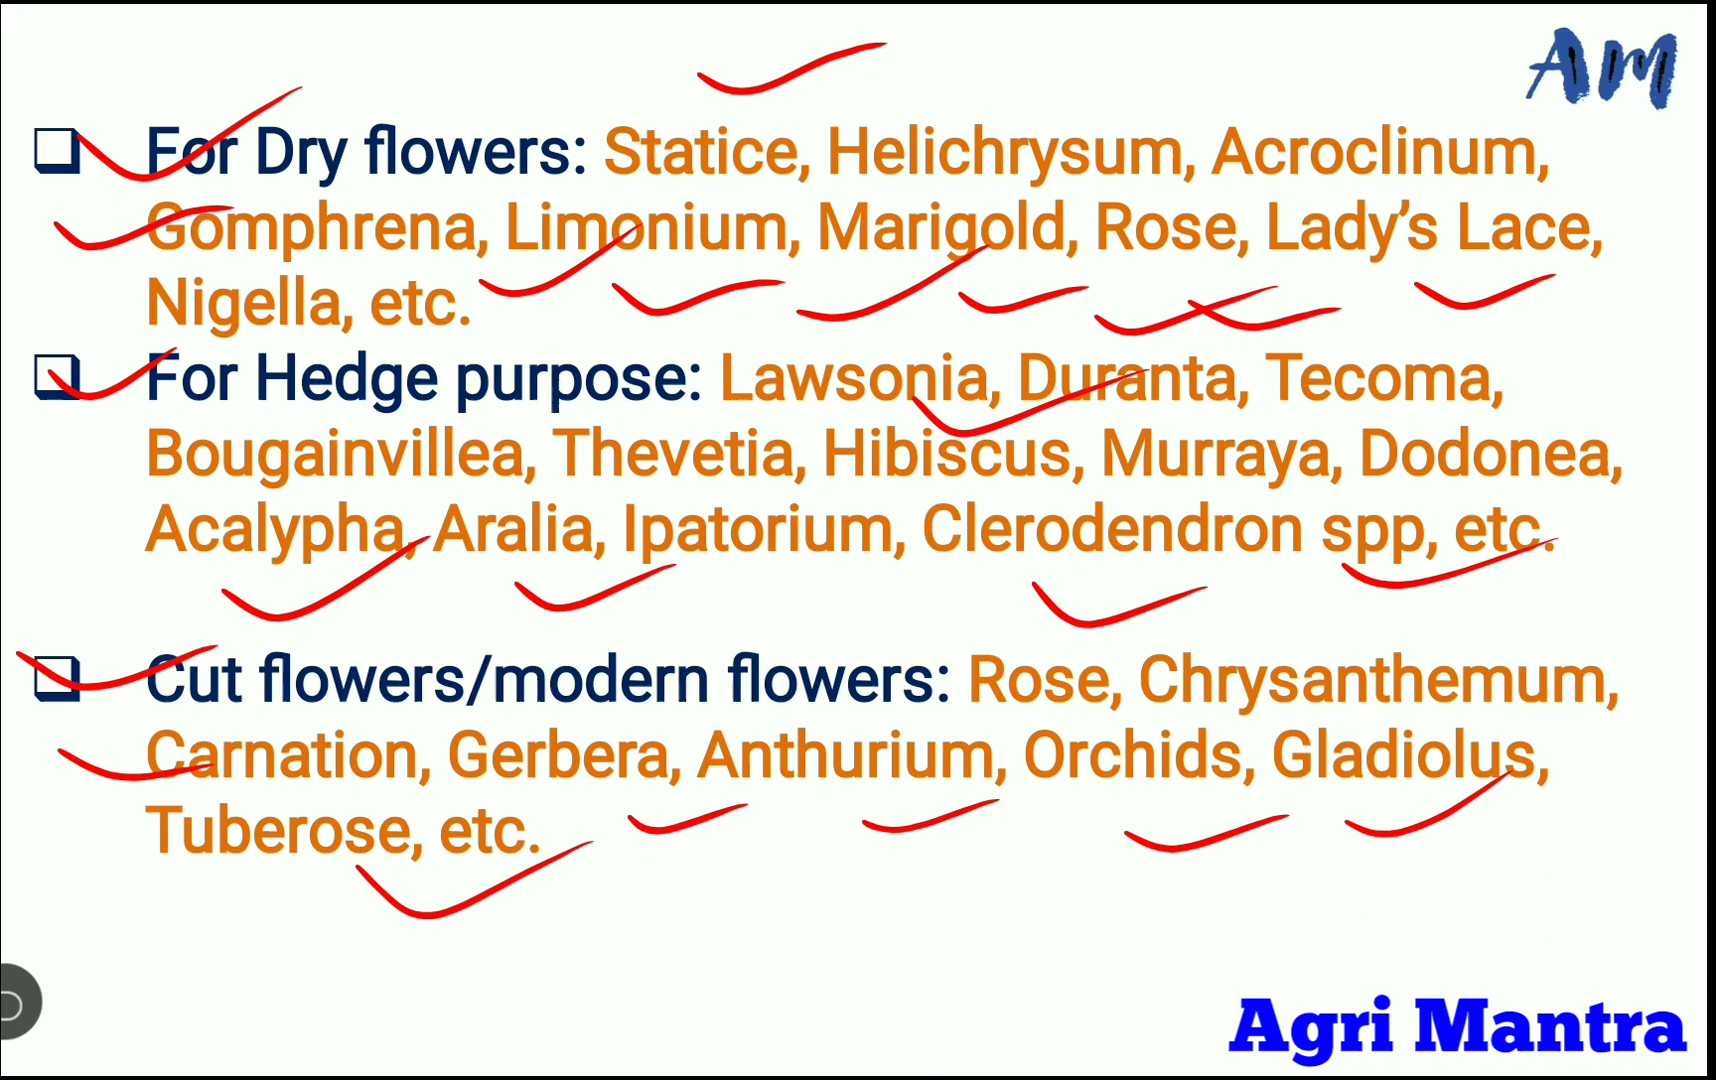 AM
For Dry flowers: Statice, Helichrysum, Acroclinum,
Gomphrena, Limonium, Marigold, Rose, Lady’s Lace,
Nigella, etc.
For Hedge purpose: Lawsonia, Duranta, Tecoma,
Bougainvillea, Thevetia, Hibiscus, Murraya, Dodonea,
Acalypha, Aralia, Ipatorium, Clerodendron spp, etc.
Cut flowers/modern flowers: Rose, Chrysanthemum,
Carnation, Gerbera, Anthurium, Orchids, Gladiolus,
Tuberose, etc.
Agri Mantra